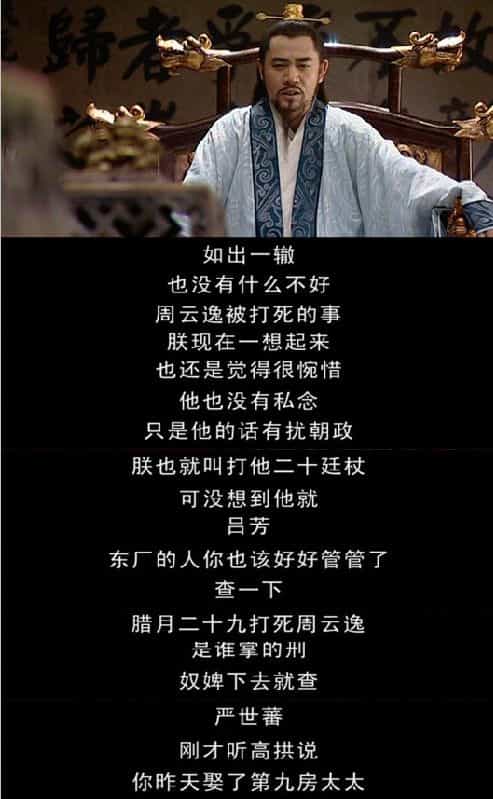 歸者 故
如出一辙
也没有什么不好
周云逸被打死的事
朕现在一想起来
也还是觉得很惋惜
他也没有私念
只是他的话有扰朝政
朕也就叫打他二十廷杖
可没想到他就
吕芳
东厂的人你也该好好管管了
查一下
腊月二十九打死周云逸
是谁掌的刑
奴婢下去就查
严世蕃
刚才听高拱说
你昨天娶了第九房太太